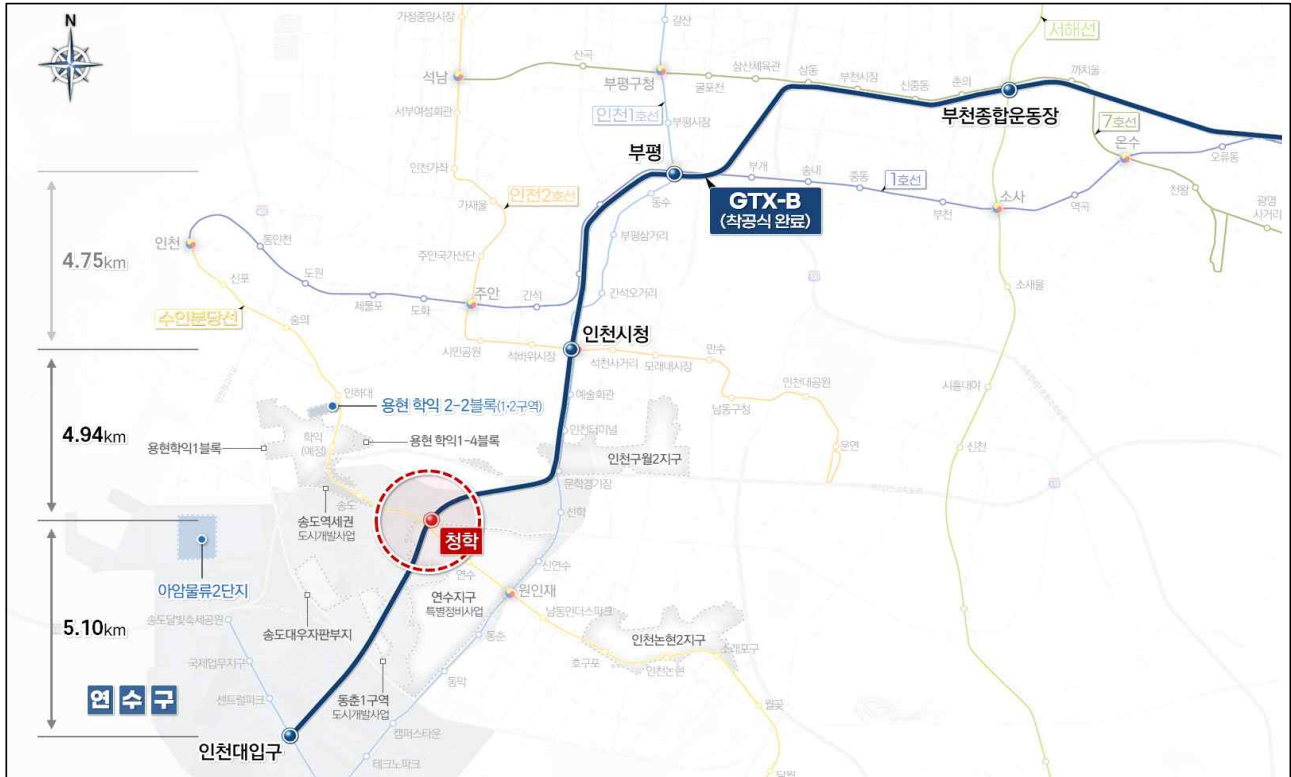 N
가정중앙시장
갈산
서해선
석남
산곡
부평구청
굴포천
삼산체육관
상동
부천시장
신중동
춘의
까치울
부천종합운동장
7호선
온수
오류동
서부여성회관
인천1호선
부평시장
인천가좌
부평
부개
송내
중동
1호선
부천
소사
역곡
천왕
광명
사거리
GTX-B
(착공식 완료)
가재울
인천2호선
동수
부평삼거리
인천
동인천
4.75km
주안국가산단
신포
도원
제물포
도화
주안
간석
간석오거리
소새울
수인분당선
숭의
인천시청
시민공원
석바위시장
석천사거리
모래내시장
만수
인하대
예술회관
남동구청
인천대공원
시흥대야
용현 학익 2-2블록(1·2구역)
4.94km
용현학익1블록
학익
(예정)
용현 학익1-4블록
인천터미널
인천구월2지구
운연
신천
문학경기장
송도
선학
송도역세권
도시개발사업
청학
아암물류2단지
연수
신연수
연수지구
특별정비사업
원인재
남동인더스파크
송도달빛축제공원
5.10km
송도대우자판부지
동춘
인천논현2지구
소래포구
호구포
인천논현
국제업무지구
동막
센트럴파크
동춘1구역
도시개발사업
월곶
연수구
캠퍼스타운
인천대입구
테크노파크
달월